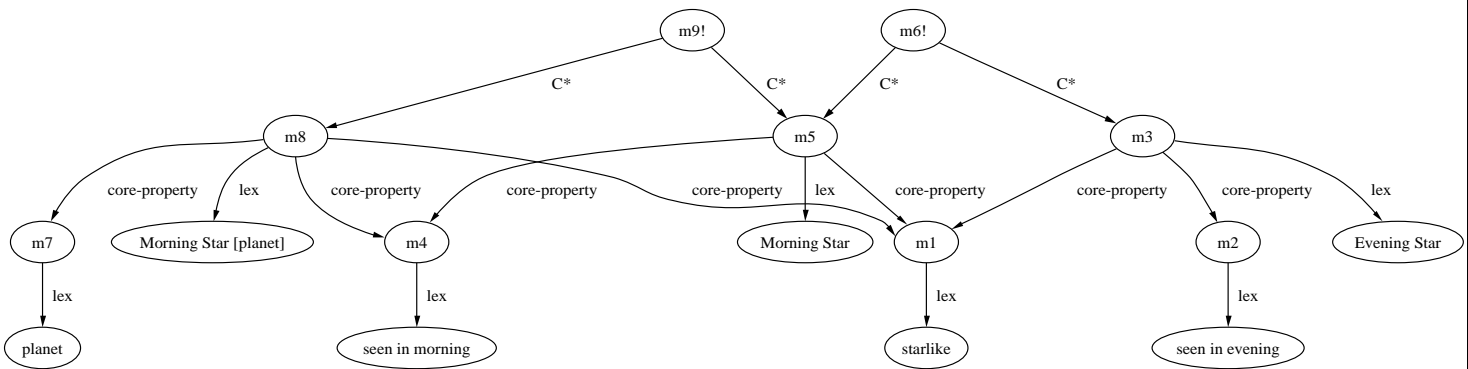 m9!
m6!
C*
C*
C*
C*
m8
m5
m3
core-property
lex
core-property
core-property
core-property
lex
core-property
core-property
core-property
lex
m7
Morning Star [planet]
m4
Morning Star
m1
m2
Evening Star
lex
lex
lex
lex
planet
seen in morning
starlike
seen in evening